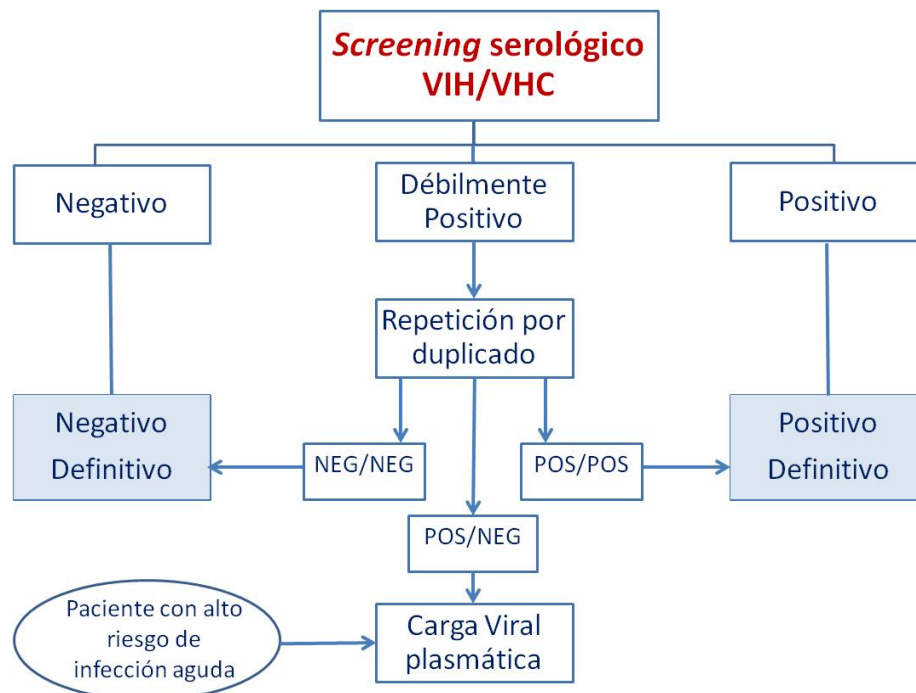 Screening serológico
VIH/VHC
Negativo
Débilmente
Positivo
Positivo
Repetición por
duplicado
Negativo
Definitivo
NEG/NEG
POS/POS
Positivo
Definitivo
POS/NEG
Paciente con alto
riesgo de
infección aguda
Carga Viral
plasmática